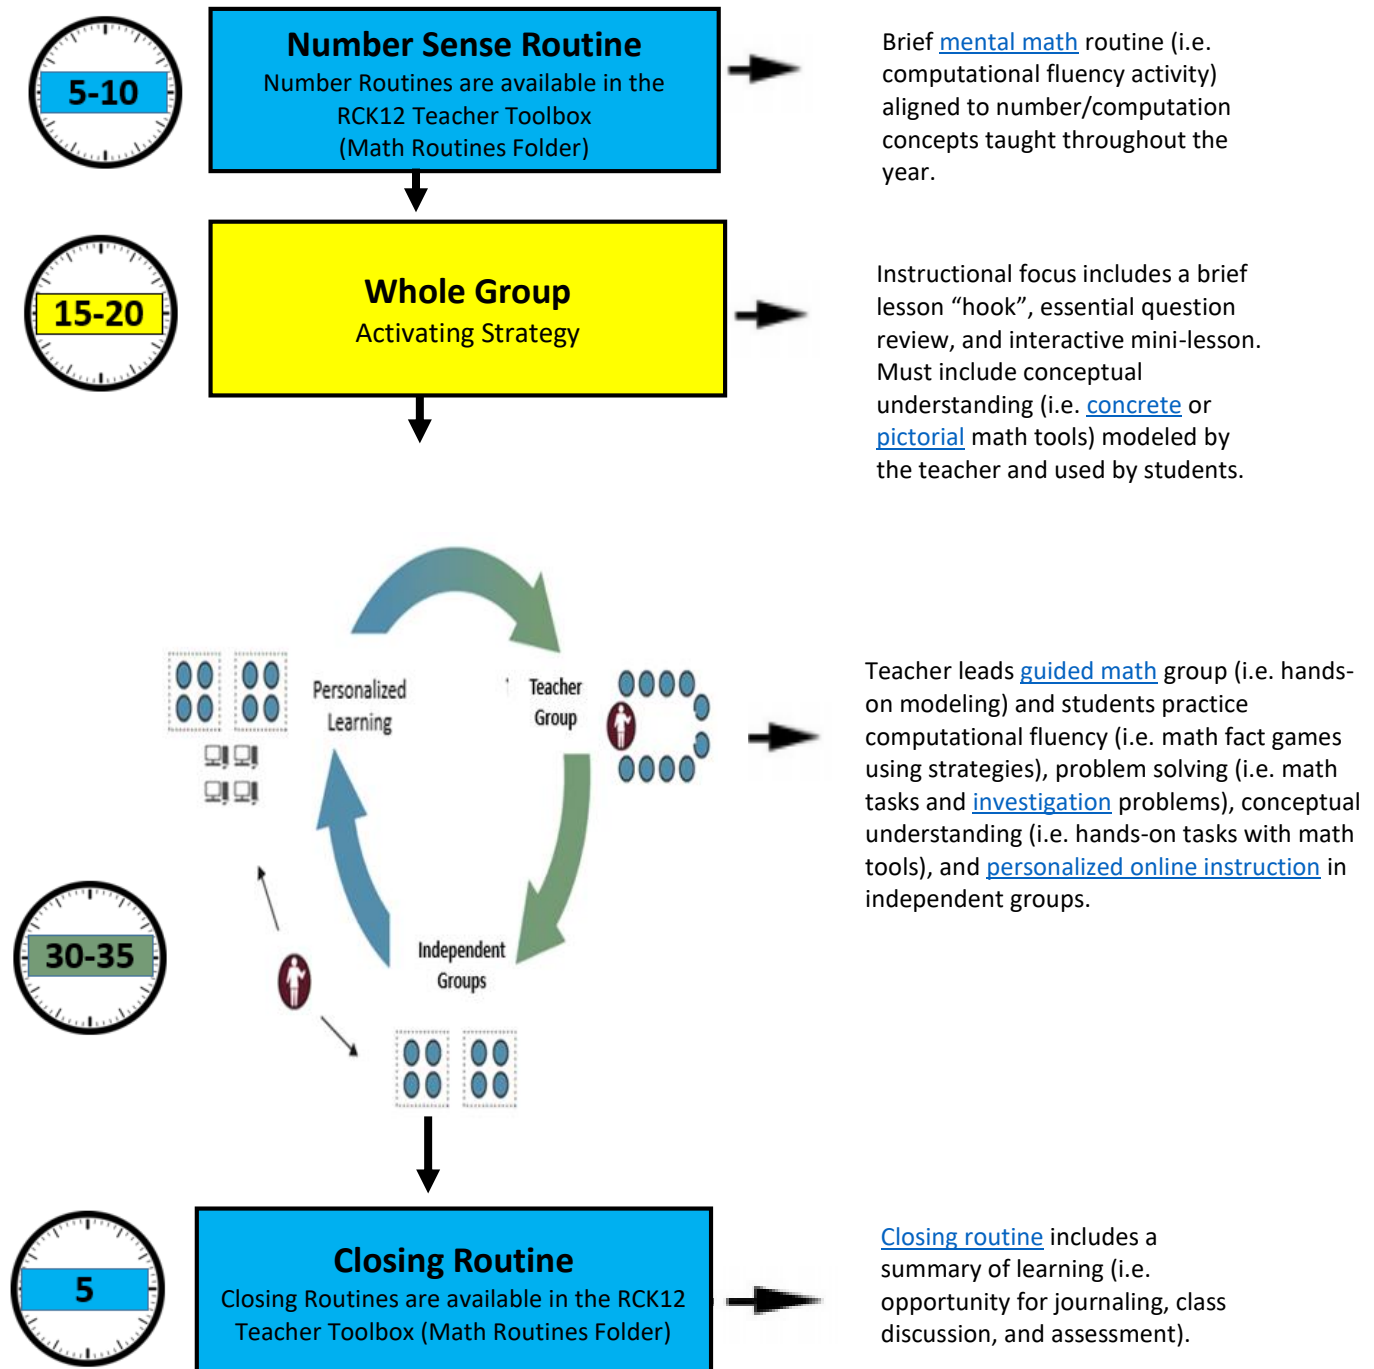 5-10
Number Sense Routine
Number Routines are available in the
RCK12 Teacher Toolbox
(Math Routines Folder)
Brief mental math routine (i.e.
computational fluency activity)
aligned to number/computation
concepts taught throughout the
year.
15-20
Whole Group
Activating Strategy
Instructional focus includes a brief
lesson “hook”, essential question
review, and interactive mini-lesson.
Must include conceptual
understanding (i.e. concrete or
pictorial math tools) modeled by
the teacher and used by students.
Personalized
Learning
Teacher
Group
Independent
Groups
30-35
Teacher leads guided math group (i.e. hands-
on modeling) and students practice
computational fluency (i.e. math fact games
using strategies), problem solving (i.e. math
tasks and investigation problems), conceptual
understanding (i.e. hands-on tasks with math
tools), and personalized online instruction in
independent groups.
5
Closing Routine
Closing Routines are available in the RCK12
Teacher Toolbox (Math Routines Folder)
Closing routine includes a
summary of learning (i.e.
opportunity for journaling, class
discussion, and assessment).